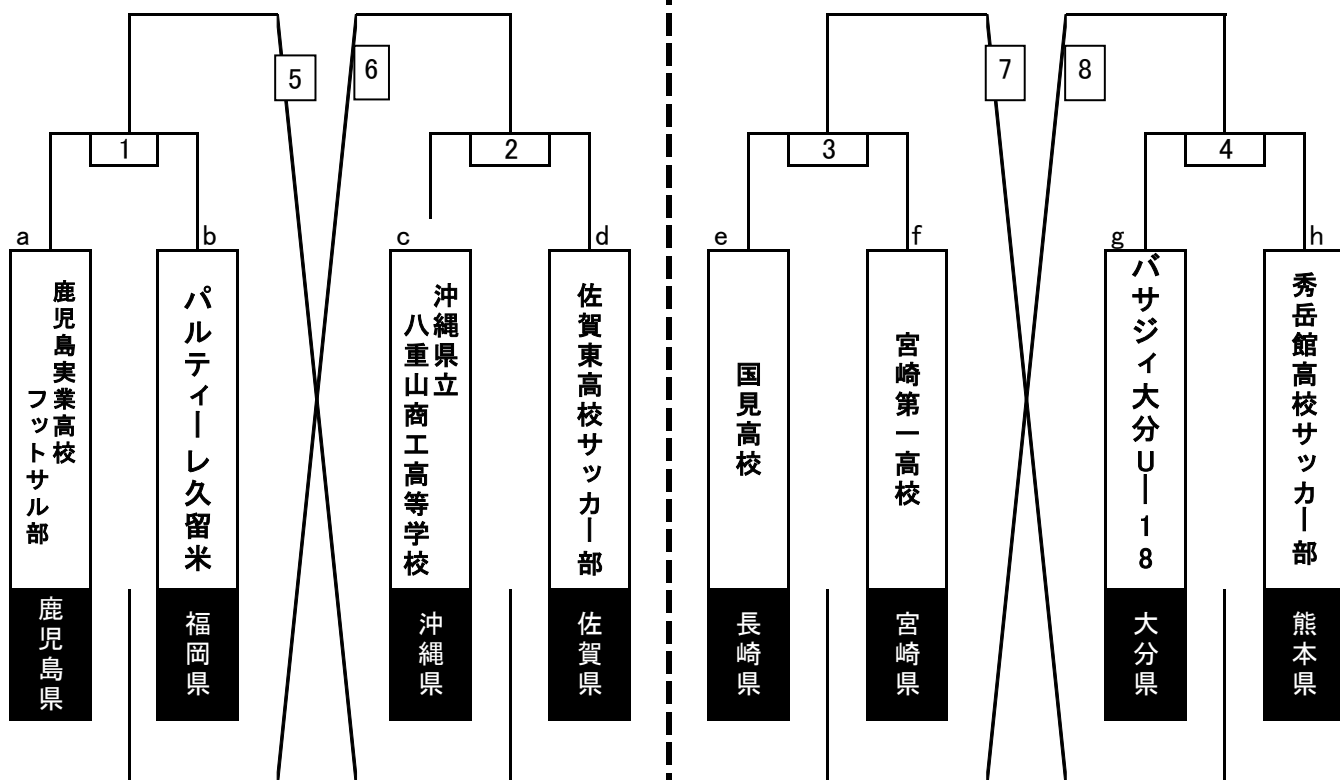 5
6
7
8
1
2
3
4
a
b
c
d
e
f
g
h
鹿児島実業高校
フットサル部
パルティーレ久留米
沖縄県立
八重山商工高等学校
佐賀東高校サッカー部
国見高校
宮崎第一高校
バサジィ大分U―18
秀岳館高校サッカー部
鹿児島県
福岡県
沖縄県
佐賀県
長崎県
宮崎県
大分県
熊本県